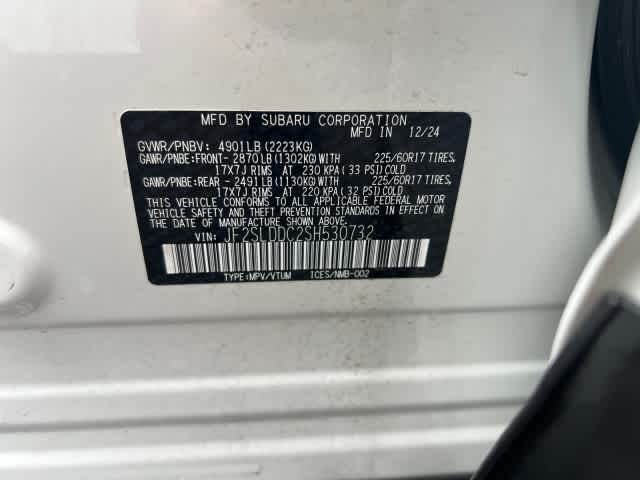 MFD BY SUBARU CORPORATION
MFD IN 12/24
GVWR/PNBV: 4901LB (2223KG)
GAWR/PNBE:FRONT- 2870LB (1302KG) WITH 225/60R17 TIRES,
17X7J RIMS AT 230 KPA ( 33 PSI) COLD
GAWR/PNBE:REAR - 2491LB (1130KG) WITH 225/60R17 TIRES,
17X7J RIMS AT 220 KPA ( 32 PSI) COLD
THIS VEHICLE CONFORMS TO ALL APPLICABLE FEDERAL MOTOR
VEHICLE SAFETY AND THEFT PREVENTION STANDARDS IN EFFECT
ON THE DATE OF MANUFACTURE SHOWN ABOVE
VIN: JF2SLDDC2SH530732
TYPE:MPV/VTUM ICES/NMB-002